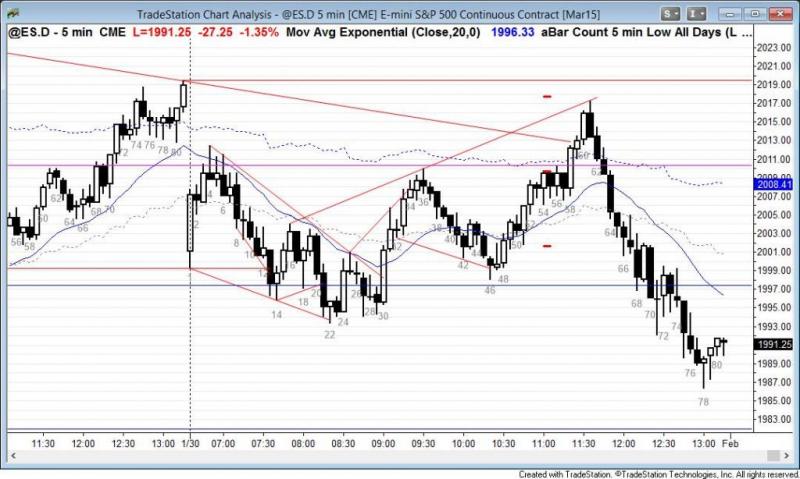 TradeStation Chart Analysis - @ES.D 5 min [CME] E-mini S&P 500 Continuous Contract [Mar15]
S
I
@ES.D - 5 min CME L=1991.25 -27.25 -1.35% Mov Avg Exponential (Close,20,0) 1996.33 aBar Count 5 min Low All Days (L ...
2023.00
2021.00
2019.00
2017.00
2015.00
2013.00
2011.00
2008.41
2007.00
2005.00
2003.00
2001.00
1999.00
1997.00
1995.00
1993.00
1991.25
1989.00
1987.00
1985.00
1983.00
56 58 62 66 68 70 72 74 76 78 80
2 4 6 8 10 12 14 18 20 22 24 26 28 30
32 34 36 40 42 44 46 48 50 52 54 56 58 60 62
64 66 68 70 72 74 76 78 80
11:30 12:00 12:30 13:00 1/30 07:00 07:30 08:00 08:30 09:00 09:30 10:00 10:30 11:00 11:30 12:00 12:30 13:00 Feb
Created with TradeStation. ©TradeStation Technologies, Inc. All rights reserved.